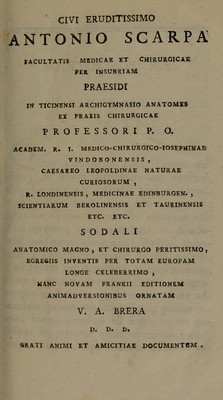 CIVI ERUDITISSIMO
ANTONIO SCARPA
FACULTATIS MEDICAE ET CHIRURGICAE
PER INSUBRIAM
PRAESIDI
IN TICINENSI ARCHIGYMNASIO ANATOMES
EX PRAXIS CHIRURGICAE
PROFESSORI P. O.
ACADEM. R. I. MEDICO-CHIRURGICO-IOSEPHINAE
VINDOBONENSIS,
CAESAREO LEOPOLDINAE NATURAE
CURIOSORUM,
R. LONDINENSIS, MEDICINAE EDINBURGEN.,
SCIENTIARUM BEROLINENSIS ET TAURINENSIS
ETC. ETC.
SODALI
ANATOMICO MAGNO, ET CHIRURGO PERITISSIMO,
EGREGIIS INVENTIS PER TOTAM EUROPAM
LONGE CELEBERRIMO,
HANC NOVAM FRANKII EDITIONEM
ANIMADVERSIONIBUS ORNATAM
V. A. BRERA
D. D. D.
GRATI ANIMI ET AMICITIAE DOCUMENTUM.